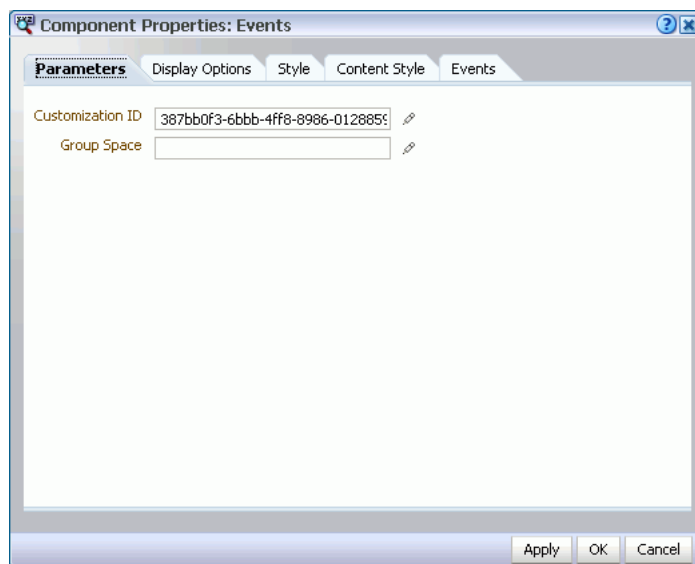 Component Properties: Events
Parameters Display Options Style Content Style Events
Customization ID 387bb0f3-6bbb-4ff8-8986-0128859
Group Space
Apply OK Cancel